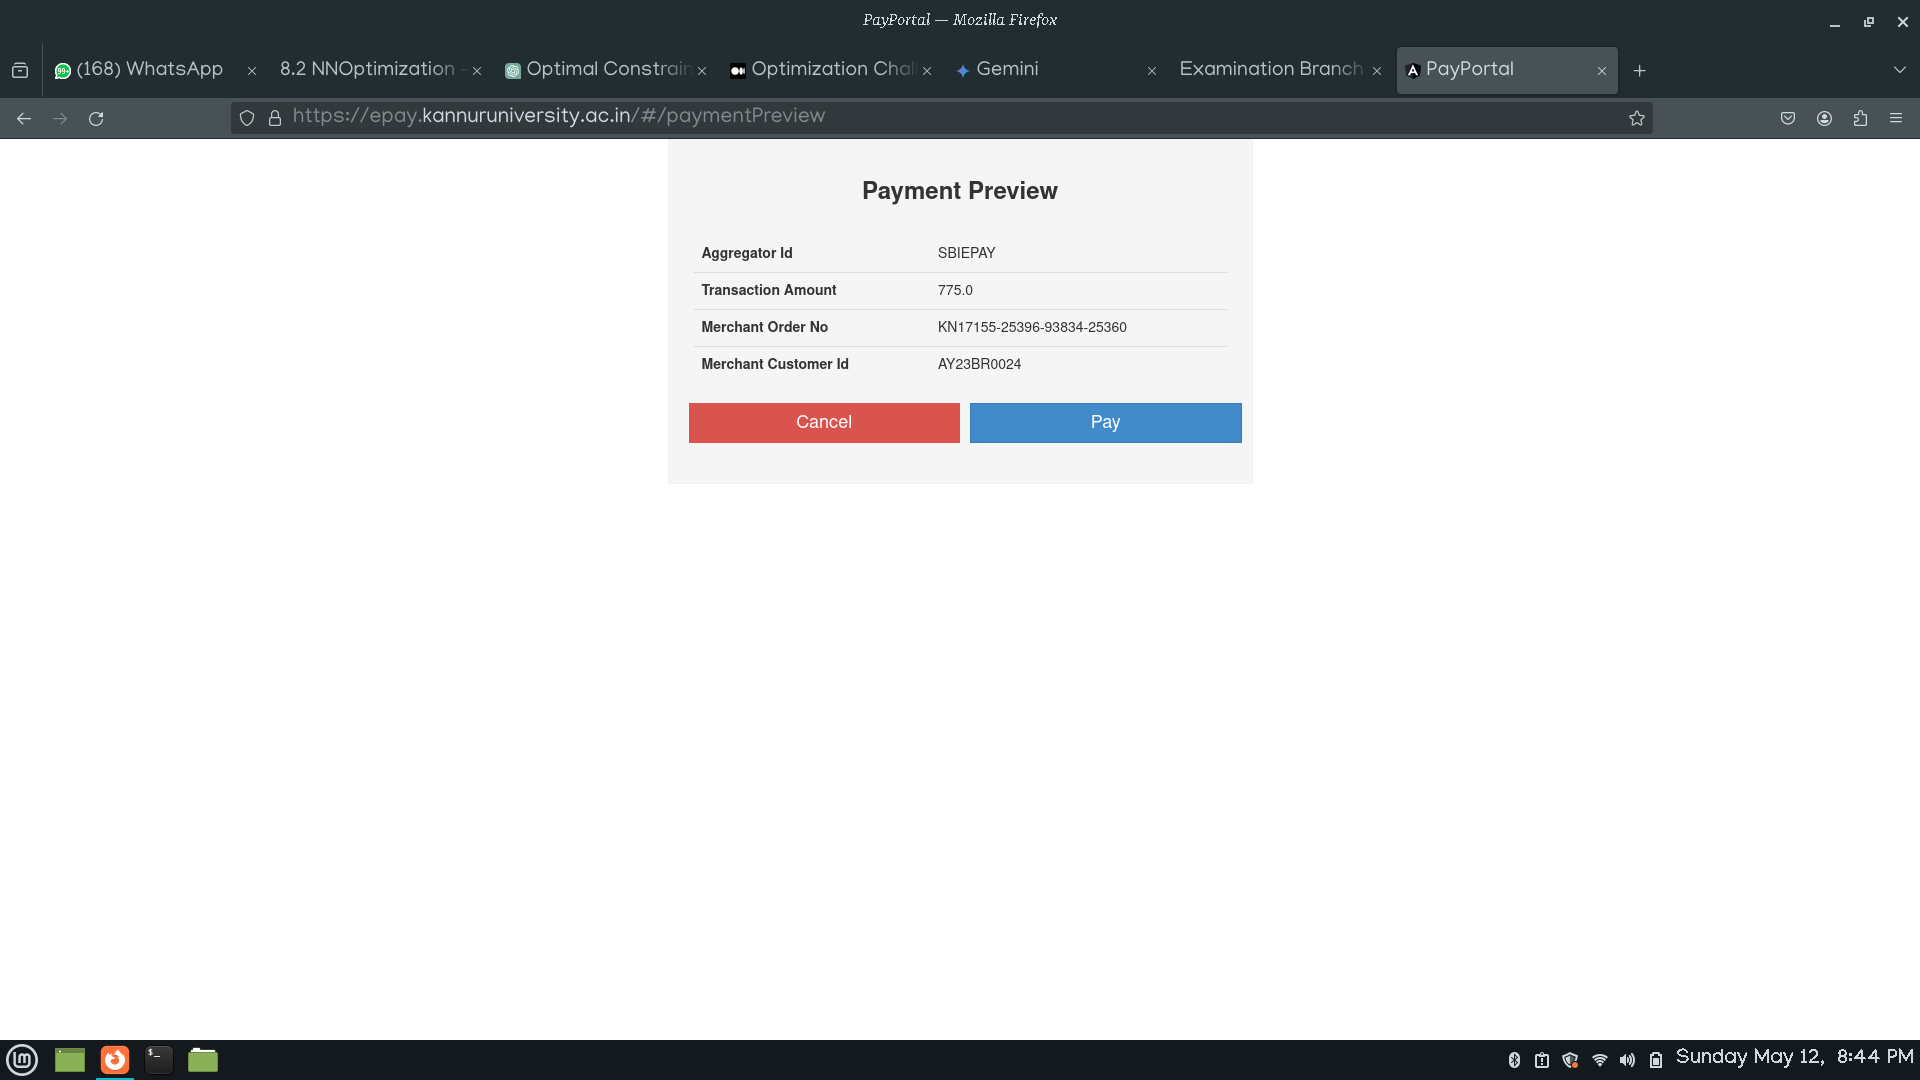 PayPortal — Mozilla Firefox
(168) WhatsApp
8.2 NNOptimization -
Optimal Constrain
Optimization Chal
Gemini
Examination Branch
PayPortal
https://epay.kannuruniversity.ac.in/#/paymentPreview
Payment Preview
Aggregator Id SBIEPAY
Transaction Amount 775.0
Merchant Order No KN17155-25396-93834-25360
Merchant Customer Id AY23BR0024
Cancel Pay
Sunday May 12, 8:44 PM